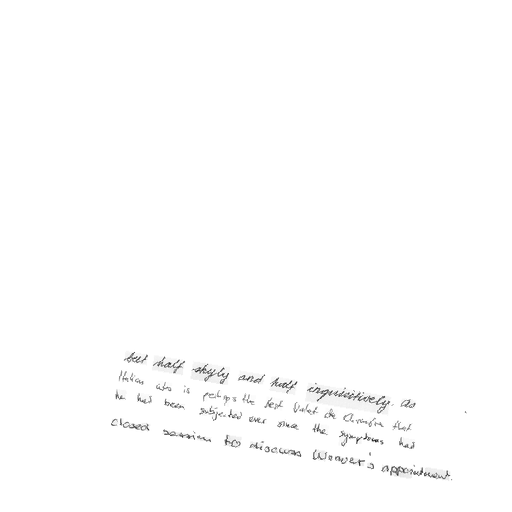 but half shyly and half inquisitively. As
Italian who is perhaps the best Valet de Chambre that
he had been subjected ever since the symptoms had
closed session to discuss Weaver's appointment.